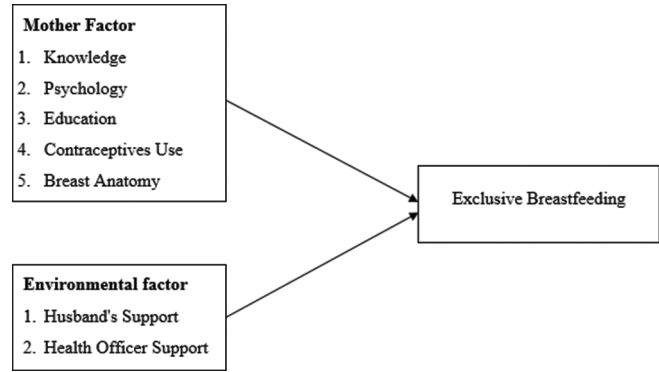 Mother Factor
1. Knowledge
2. Psychology
3. Education
4. Contraceptives Use
5. Breast Anatomy
Exclusive Breastfeeding
Environmental factor
1. Husband's Support
2. Health Officer Support